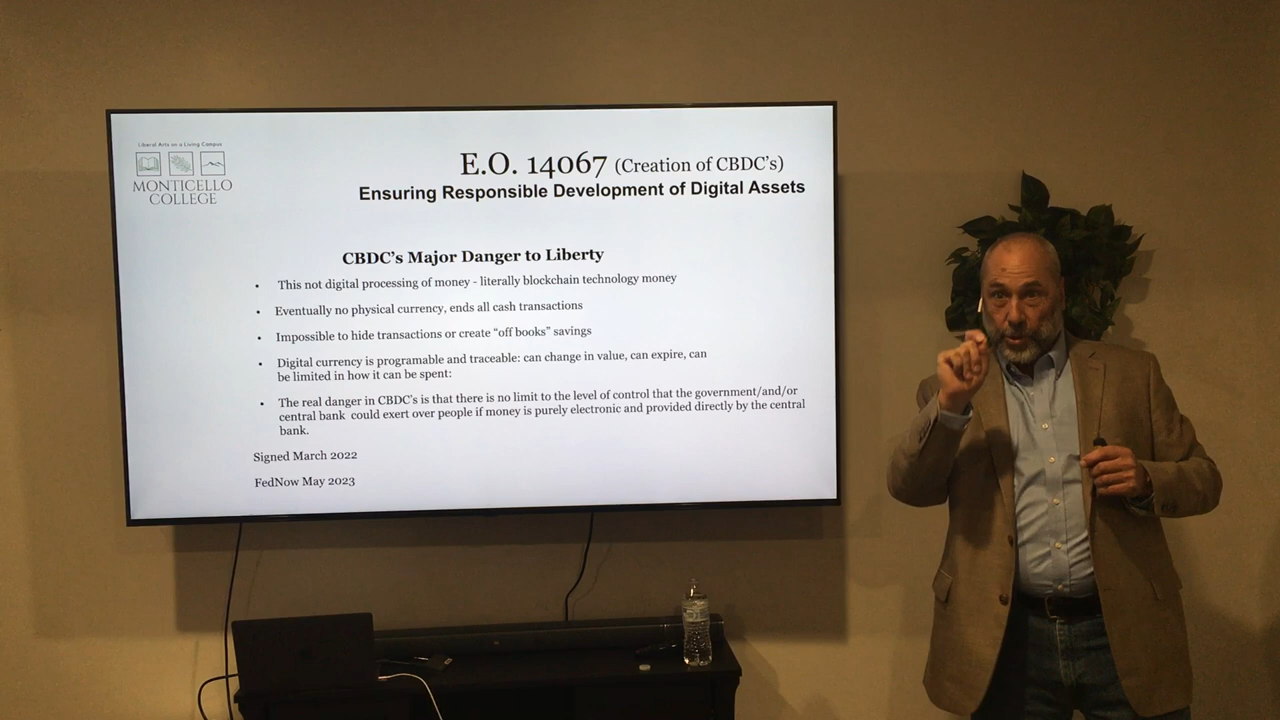 Liberal Arts on a Living Campus
MONTICELLO
COLLEGE
E.O. 14067 (Creation of CBDC's)
Ensuring Responsible Development of Digital Assets
CBDC's Major Danger to Liberty
• This not digital processing of money - literally blockchain technology money
• Eventually no physical currency, ends all cash transactions
• Impossible to hide transactions or create "off books" savings
• Digital currency is programable and traceable: can change in value, can expire, can
be limited in how it can be spent:
• The real danger in CBDC's is that there is no limit to the level of control that the government/and/or
central bank could exert over people if money is purely electronic and provided directly by the central
bank.
Signed March 2022
FedNow May 2023